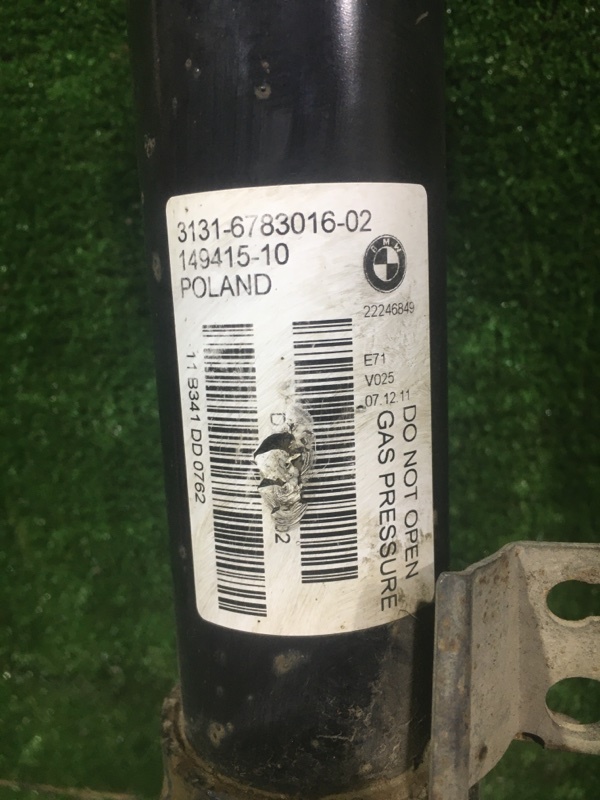 3131-6783016-02
149415-10
POLAND
BMW
22246849
E71
V025
07.12.11
11 8341 DD 0762
DO NOT OPEN
GAS PRESSURE